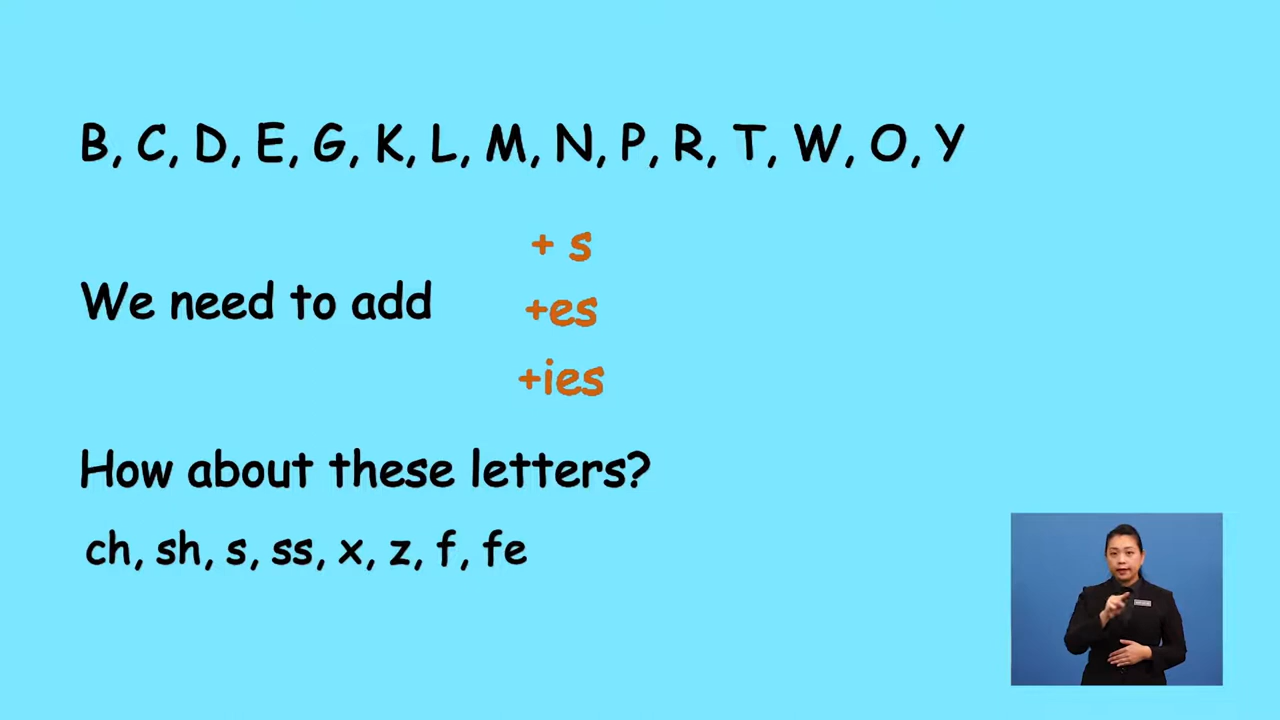 B, C, D, E, G, K, L, M, N, P, R, T, W, O, Y
+ s
We need to add
+es
+ies
How about these letters?
ch, sh, s, ss, x, z, f, fe